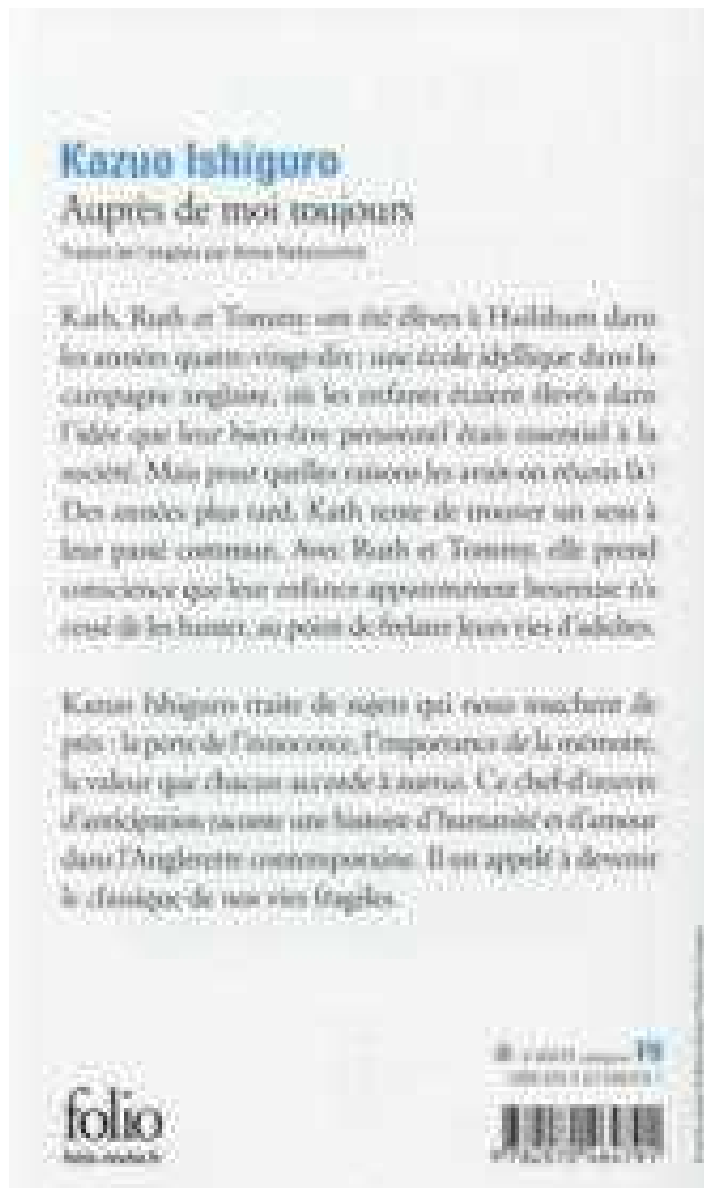 Kazuo Ishiguro
Auprès de moi toujours
Traduit de l'anglais par Anne Rabinovitch
Kath, Ruth et Tommy ont été élèves à Hailsham dans
les années quatre-vingt-dix ; une école idyllique dans la
campagne anglaise, où les enfants étaient élevés dans
l'idée que leur bien-être personnel était essentiel à la
société. Mais pour quelles raisons les avait-on réunis là ?
Des années plus tard, Kath tente de trouver un sens à
leur passé commun. Avec Ruth et Tommy, elle prend
conscience que leur enfance apparemment heureuse n'a
cessé de les hanter, au point de frelater leurs vies d'adultes.
Kazuo Ishiguro traite de sujets qui nous touchent de
près : la perte de l'innocence, l'importance de la mémoire,
la valeur que chacun accorde à autrui. Ce chef-d'œuvre
d'anticipation raconte une histoire d'humanité et d'amour
dans l'Angleterre contemporaine. Il est appelé à devenir
le classique de nos vies fragiles.
folio